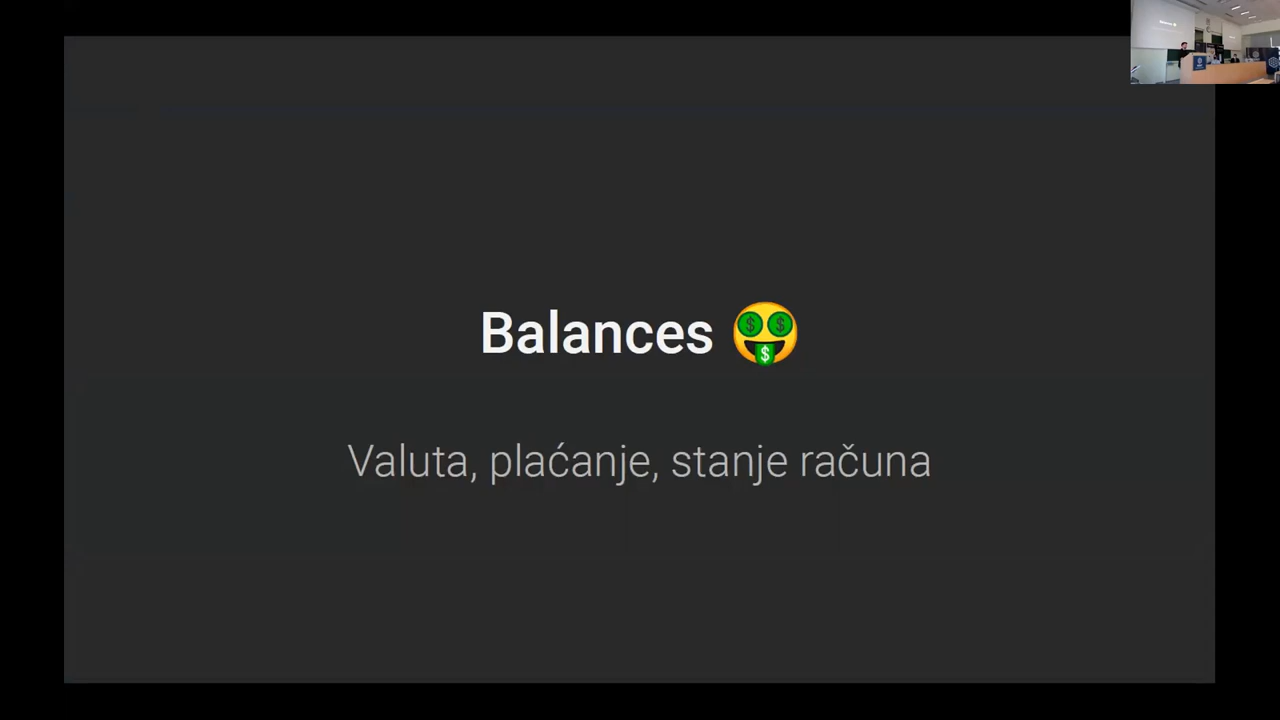 Balances 🤑
Valuta, plaćanje, stanje računa